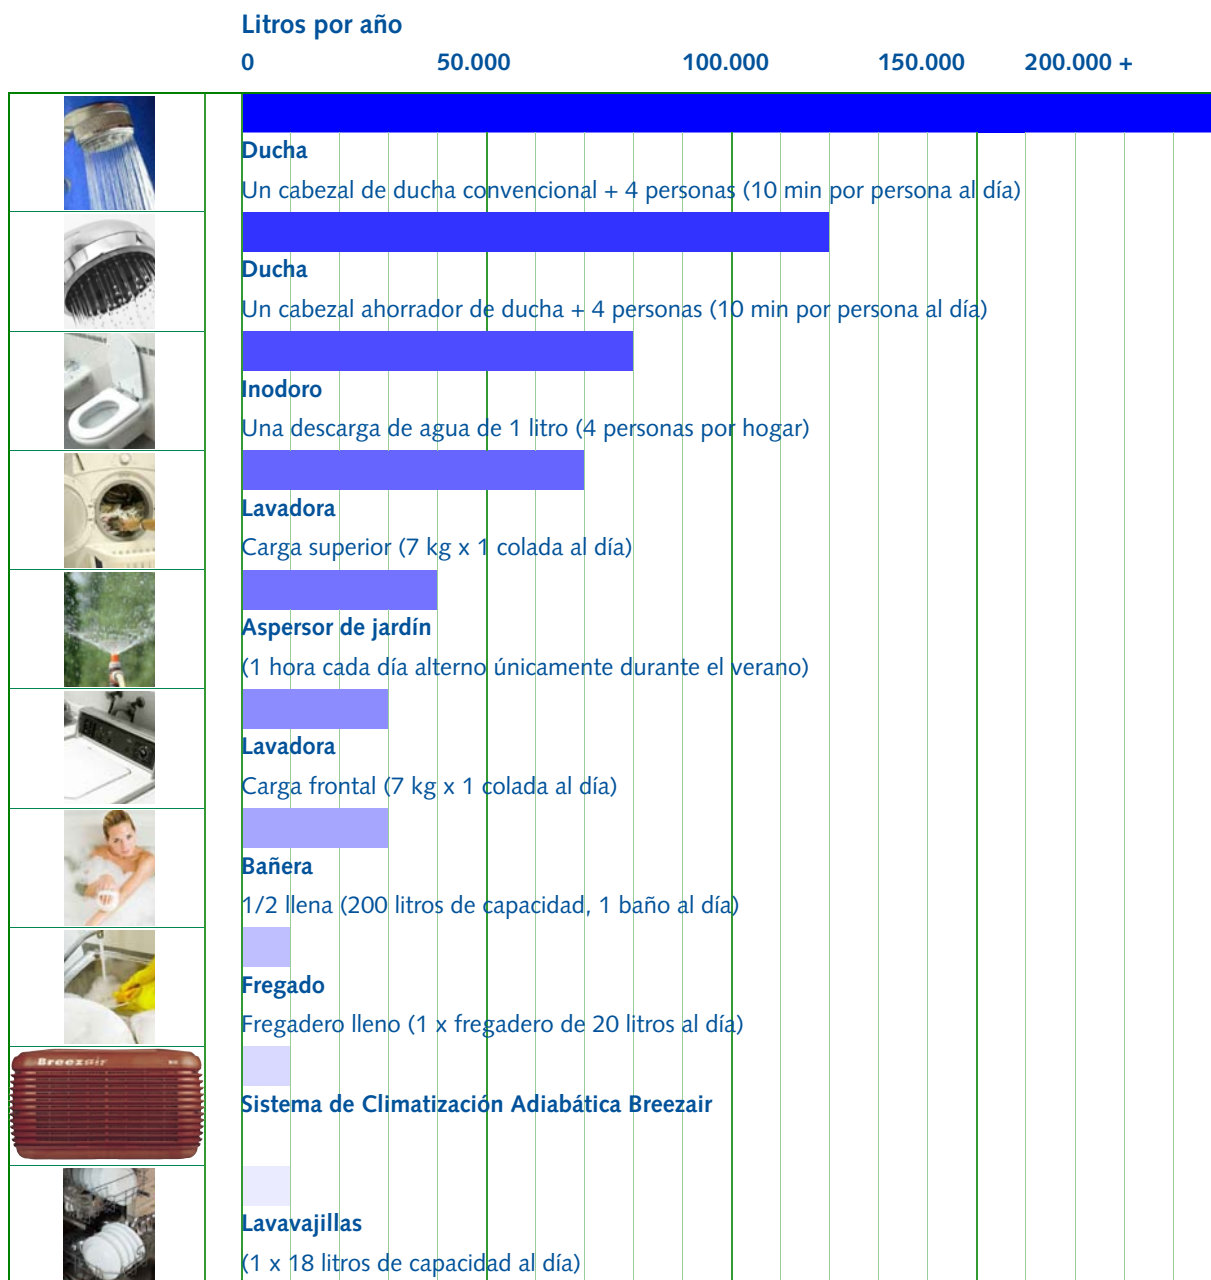 Litros por año
0 50.000 100.000 150.000 200.000 +
Ducha
Un cabezal de ducha convencional + 4 personas (10 min por persona al día)
Ducha
Un cabezal ahorrador de ducha + 4 personas (10 min por persona al día)
Inodoro
Una descarga de agua de 1 litro (4 personas por hogar)
Lavadora
Carga superior (7 kg x 1 colada al día)
Aspersor de jardín
(1 hora cada día alterno únicamente durante el verano)
Lavadora
Carga frontal (7 kg x 1 colada al día)
Bañera
1/2 llena (200 litros de capacidad, 1 baño al día)
Fregado
Fregadero lleno (1 x fregadero de 20 litros al día)
Breezair
Sistema de Climatización Adiabática Breezair
Lavavajillas
(1 x 18 litros de capacidad al día)